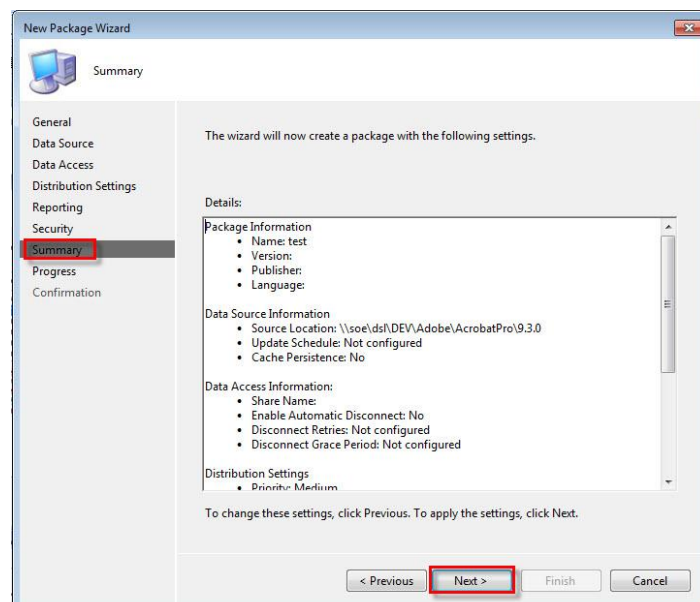 New Package Wizard
Summary
General
Data Source
Data Access
Distribution Settings
Reporting
Security
Summary
Progress
Confirmation
The wizard will now create a package with the following settings.
Details:
Package Information
• Name: test
• Version:
• Publisher:
• Language:
Data Source Information
• Source Location: \\soe\dsl\DEV\Adobe\AcrobatPro\9.3.0
• Update Schedule: Not configured
• Cache Persistence: No
Data Access Information:
• Share Name:
• Enable Automatic Disconnect: No
• Disconnect Retries: Not configured
• Disconnect Grace Period: Not configured
Distribution Settings
• Priority: Medium
To change these settings, click Previous. To apply the settings, click Next.
< Previous
Next >
Finish
Cancel